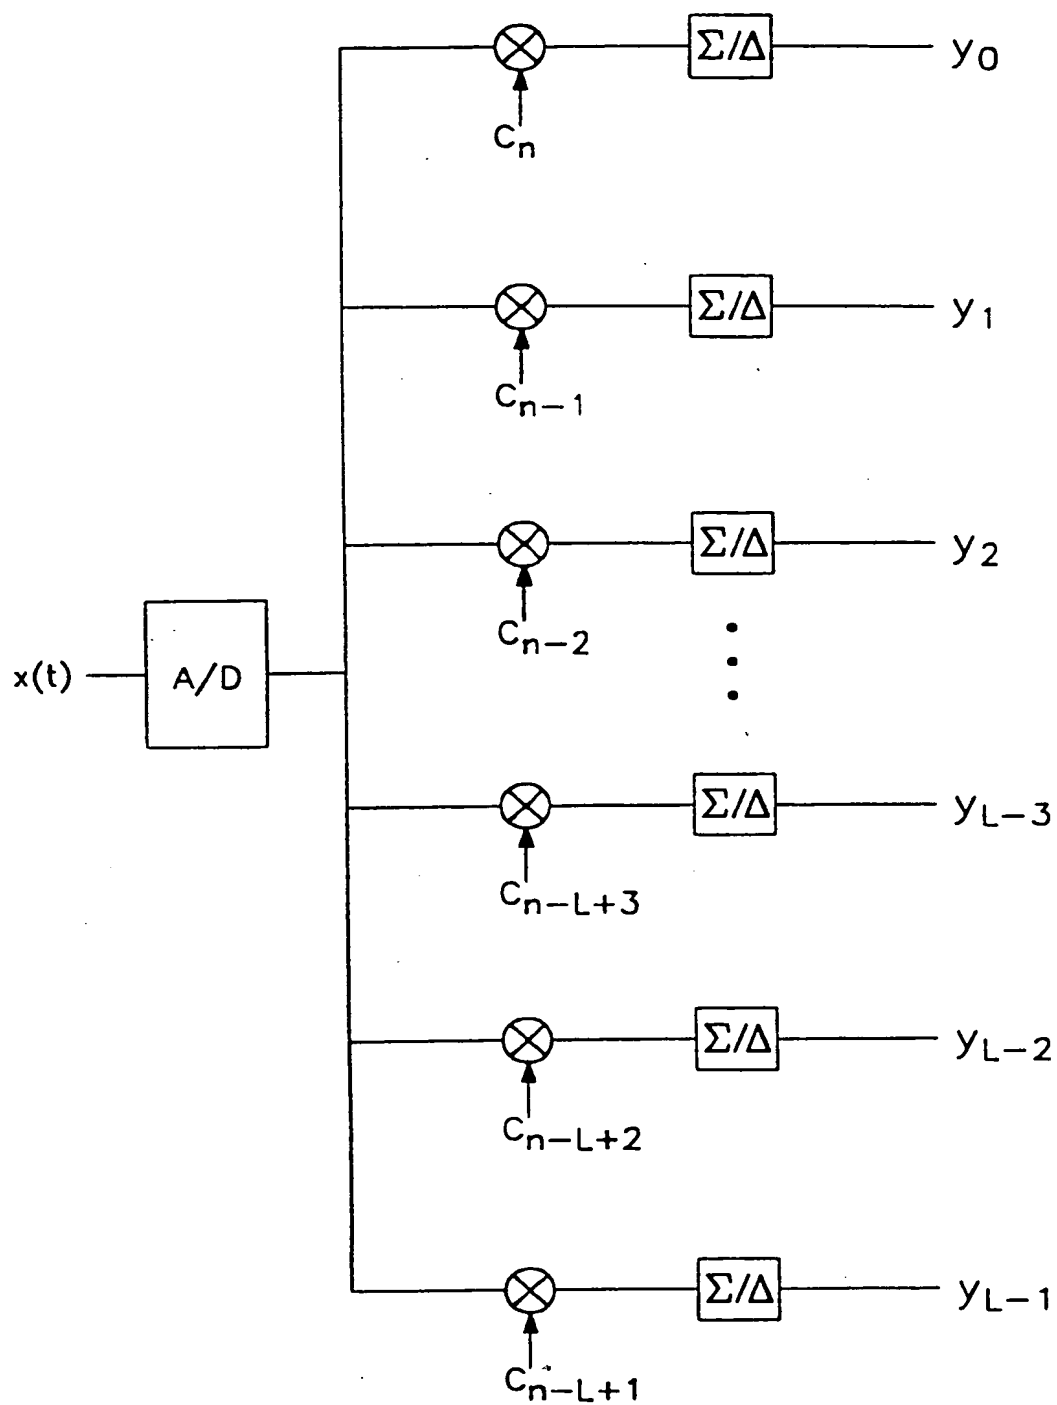 Σ/Δ
y0
Cn
Σ/Δ
y1
Cn-1
Σ/Δ
y2
Cn-2
x(t)
A/D
Σ/Δ
yL-3
Cn-L+3
Σ/Δ
yL-2
Cn-L+2
Σ/Δ
yL-1
Cn-L+1